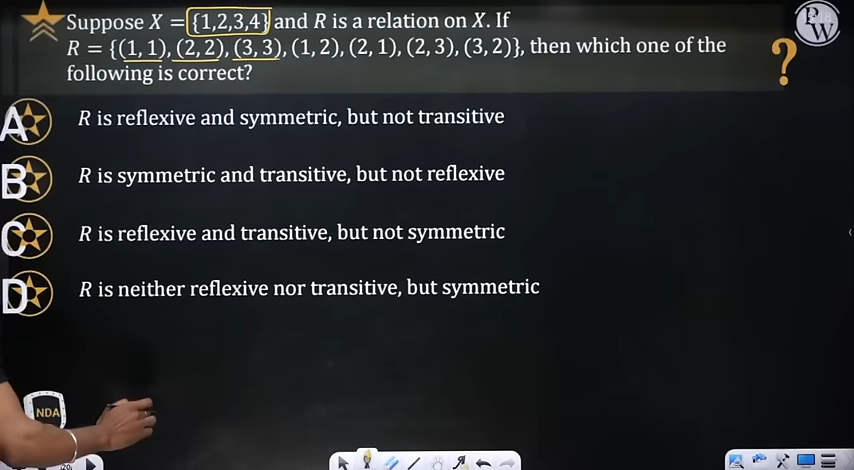 Suppose X = {1,2,3,4} and R is a relation on X. If
R = {(1, 1), (2, 2), (3, 3), (1, 2), (2, 1), (2, 3), (3, 2)}, then which one of the
following is correct?
?
PW
A R is reflexive and symmetric, but not transitive
B R is symmetric and transitive, but not reflexive
C R is reflexive and transitive, but not symmetric
D R is neither reflexive nor transitive, but symmetric
NDA